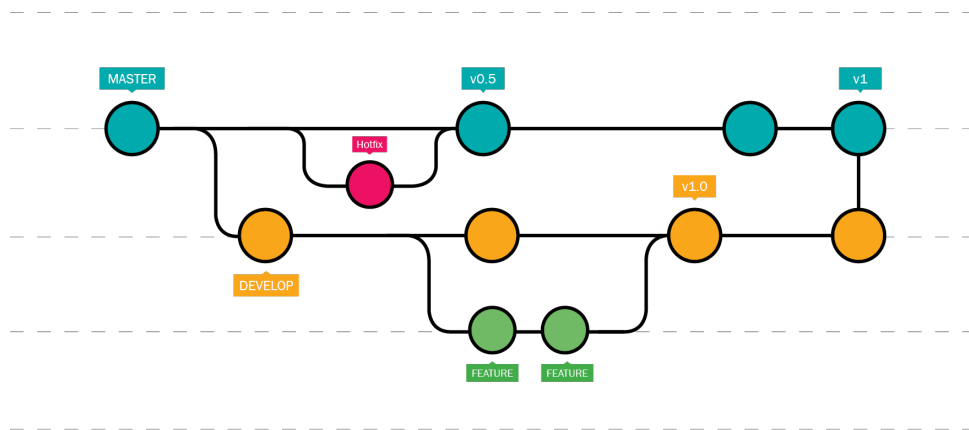 MASTER
v0.5
v1
Hotfix
v1.0
DEVELOP
FEATURE
FEATURE